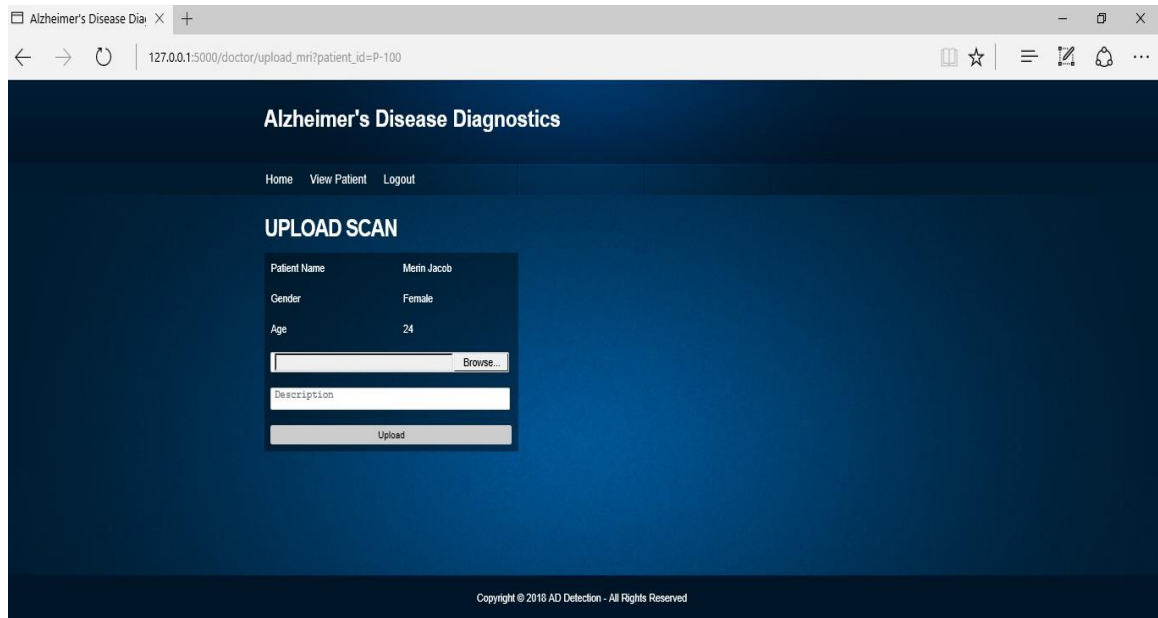 Alzheimer's Disease Dia
127.0.0.1:5000/doctor/upload_mri?patient_id=P-100
Alzheimer's Disease Diagnostics
Home View Patient Logout
UPLOAD SCAN
Patient Name Merin Jacob
Gender Female
Age 24
Browse...
Description
Upload
Copyright © 2018 AD Detection - All Rights Reserved